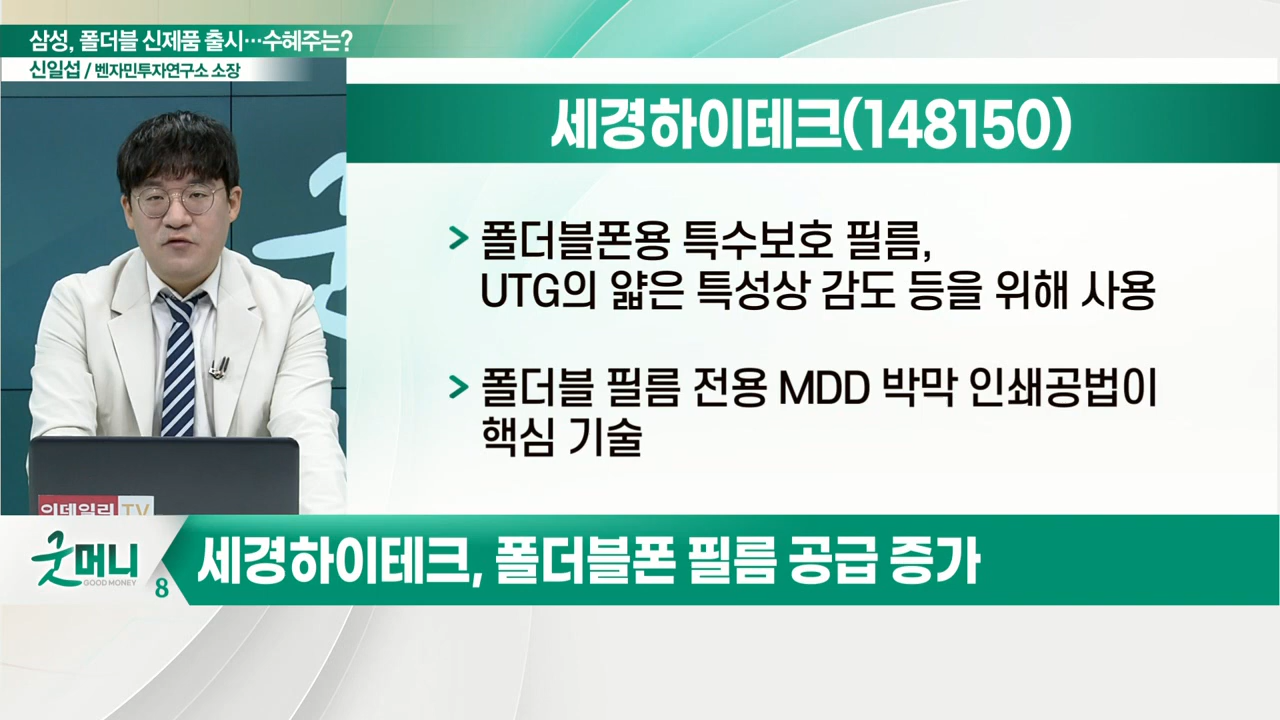 삼성, 폴더블 신제품 출시…수혜주는?
신일섭 / 벤자민투자연구소 소장
세경하이테크(148150)
폴더블폰용 특수보호 필름,
UTG의 얇은 특성상 감도 등을 위해 사용
폴더블 필름 전용 MDD 박막 인쇄공법이
핵심 기술
이데일리 TV
굿머니
GOOD MONEY
8
세경하이테크, 폴더블폰 필름 공급 증가